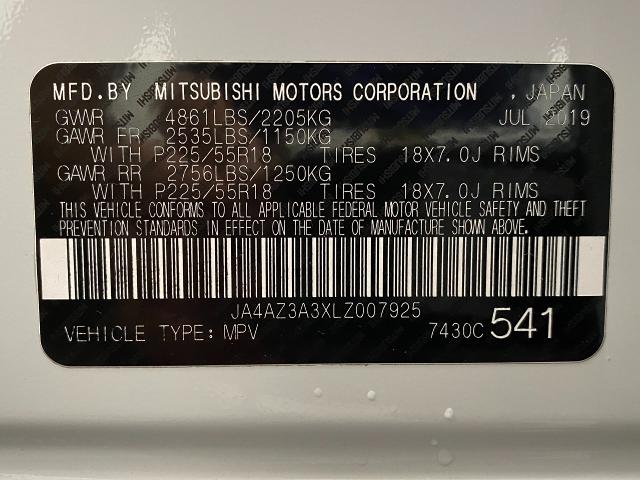 MFD.BY MITSUBISHI MOTORS CORPORATION , JAPAN
GVWR 4861LBS/2205KG JUL 2019
GAWR FR 2535LBS/1150KG
WITH P225/55R18 TIRES 18X7.0J RIMS
GAWR RR 2756LBS/1250KG
WITH P225/55R18 TIRES 18X7.0J RIMS
THIS VEHICLE CONFORMS TO ALL APPLICABLE FEDERAL MOTOR VEHICLE SAFETY AND THEFT
PREVENTION STANDARDS IN EFFECT ON THE DATE OF MANUFACTURE SHOWN ABOVE.
JA4AZ3A3XLZ007925
VEHICLE TYPE: MPV 7430C 541